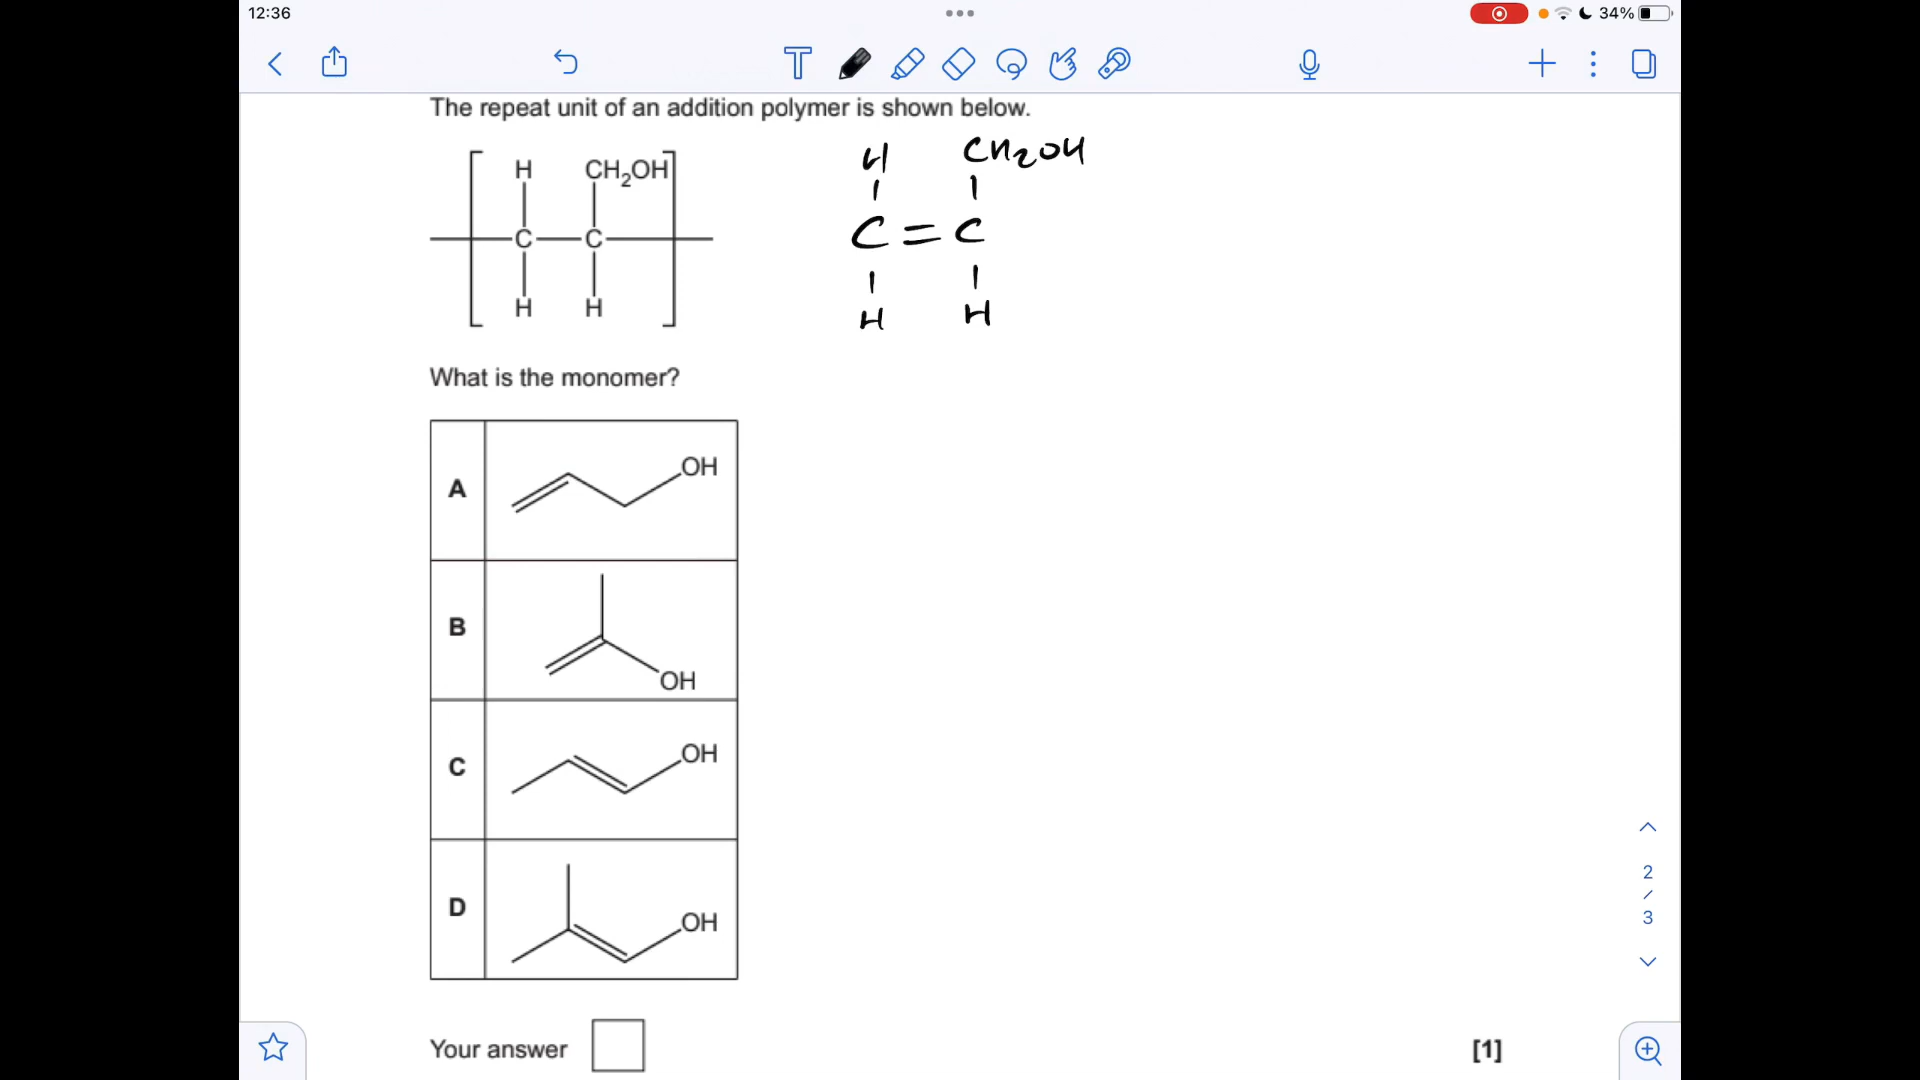 12:36
34%
T
The repeat unit of an addition polymer is shown below.
H CH2OH
C C
H H
H CH2OH
C = C
H H
What is the monomer?
A OH
B OH
C OH
D OH
2
/
3
Your answer
[1]